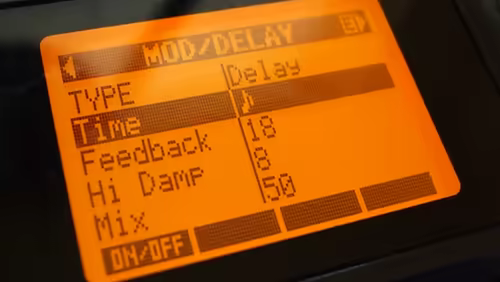 MOD/DELAY E
TYPE Delay
Time ♪
Feedback 18
Hi Damp 8
Mix 50
ON/OFF